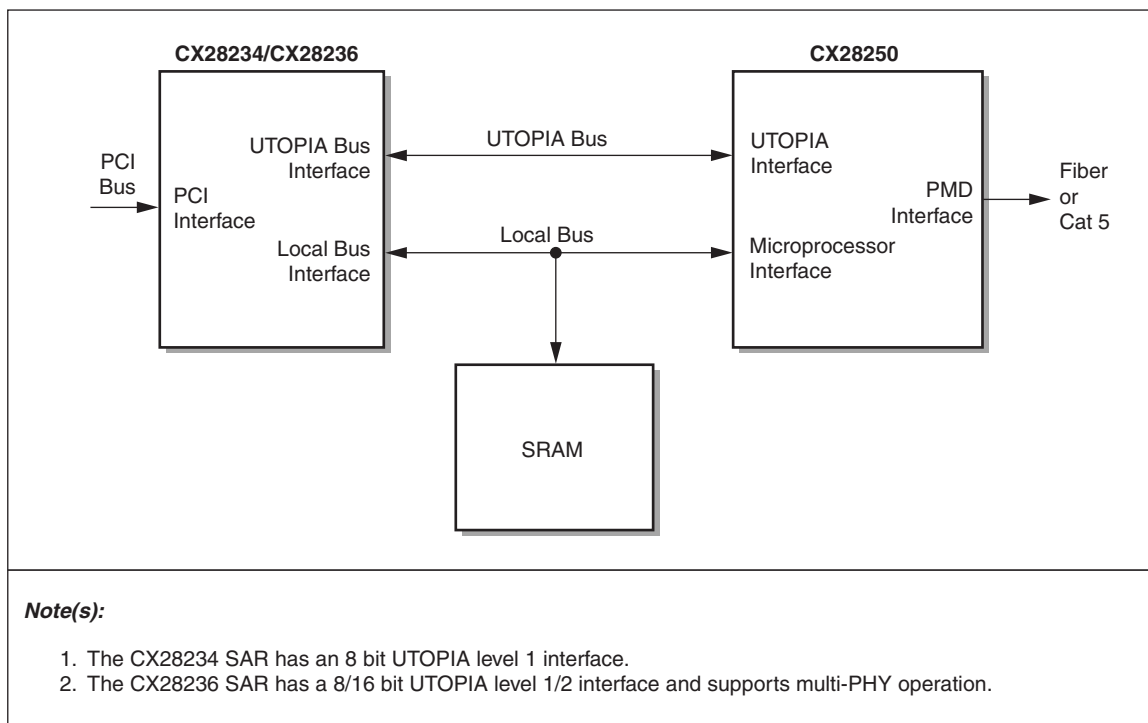 CX28234/CX28236
CX28250
UTOPIA Bus
Interface
UTOPIA Bus
UTOPIA
Interface
PCI
Bus
PCI
Interface
PMD
Interface
Fiber
or
Cat 5
Local Bus
Interface
Local Bus
Microprocessor
Interface
SRAM
Note(s):
1. The CX28234 SAR has an 8 bit UTOPIA level 1 interface.
2. The CX28236 SAR has a 8/16 bit UTOPIA level 1/2 interface and supports multi-PHY operation.